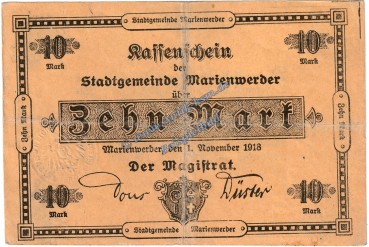 Stadtgemeinde Marienwerder
10 Mark
10 Mark
Kassenschein
der
Stadtgemeinde Marienwerder
über
Zehn Mark
Zehn Mark
Zehn Mark
Marienwerder, den 1. November 1918
Der Magistrat.
10 Mark
10 Mark
Stadtgemeinde Marienwerder